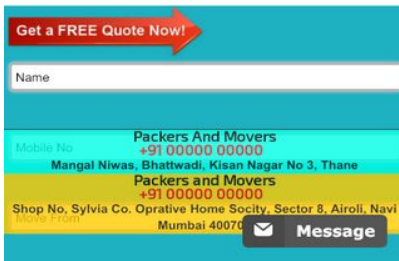 Get a FREE Quote Now!
Name
Mobile No
Packers And Movers
+91 00000 00000
Mangal Niwas, Bhattwadi, Kisan Nagar No 3, Thane
Packers and Movers
+91 00000 00000
Shop No, Sylvia Co. Oprative Home Socity, Sector 8, Airoli, Navi
Move From
Mumbai 40070
Message